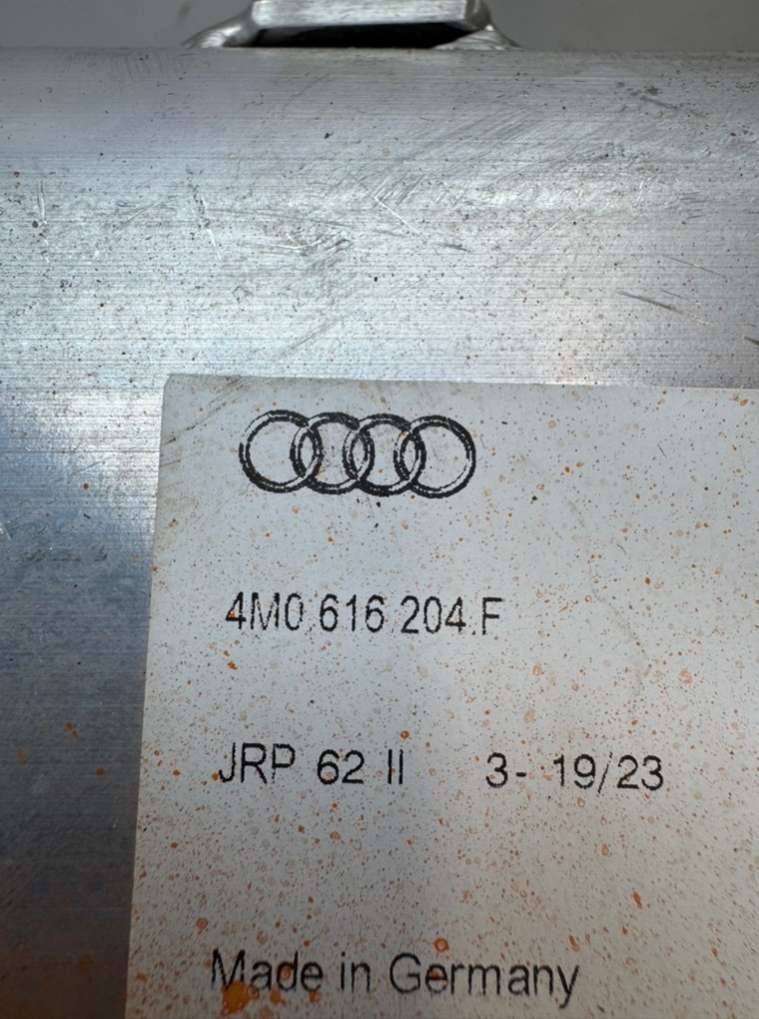 4M0.616.204.F
JRP 62 II 3- 19/23
Made in Germany